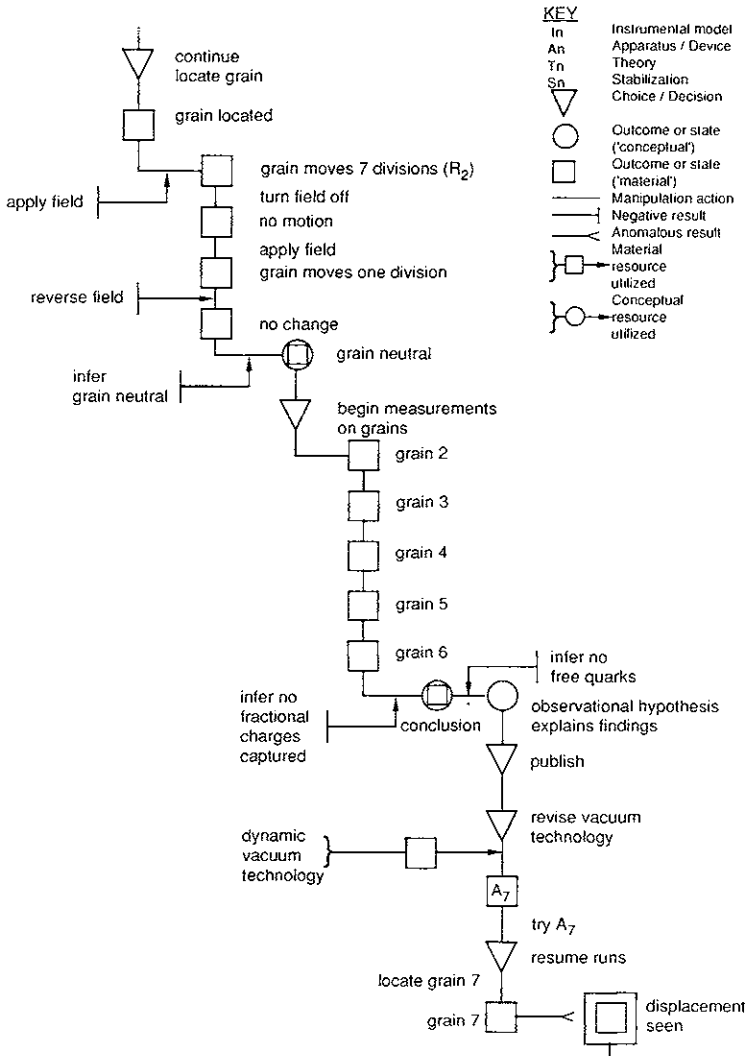 continue
locate grain
grain located
grain moves 7 divisions (R2)
apply field
turn field off
no motion
apply field
grain moves one division
reverse field
no change
grain neutral
infer
grain neutral
begin measurements
on grains
grain 2
grain 3
grain 4
grain 5
grain 6
infer no
free quarks
infer no
fractional
charges
captured
conclusion
observational hypothesis
explains findings
publish
revise vacuum
technology
dynamic
vacuum
technology
A7
try A7
resume runs
locate grain 7
grain 7
displacement
seen
KEY
In Instrumental model
An Apparatus / Device
Tn Theory
Sn Stabilization
Choice / Decision
Outcome or state
('conceptual')
Outcome or state
('material')
Manipulation action
Negative result
Anomalous result
Material
resource
utilized
Conceptual
resource
utilized